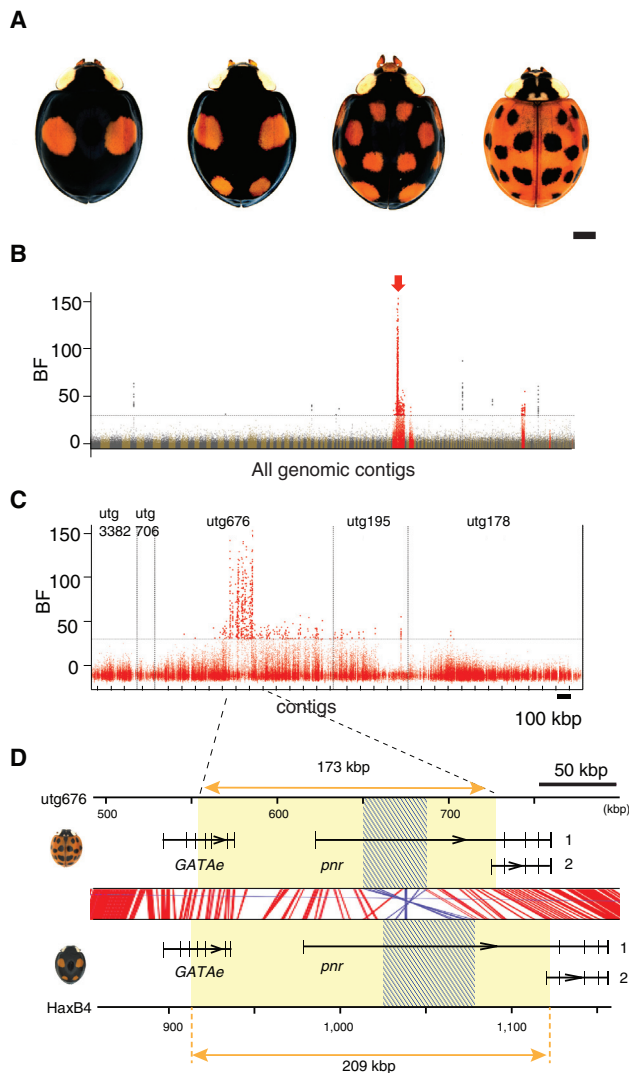 A
B
150
100
50
0
BF
All genomic contigs
C
utg 3382
utg 706
utg676
utg195
utg178
150
100
50
0
BF
contigs
100 kbp
D
173 kbp
50 kbp
utg676
500
600
700
(kbp)
GATAe
pnr
1
2
GATAe
pnr
1
2
HaxB4
900
1,000
1,100
209 kbp